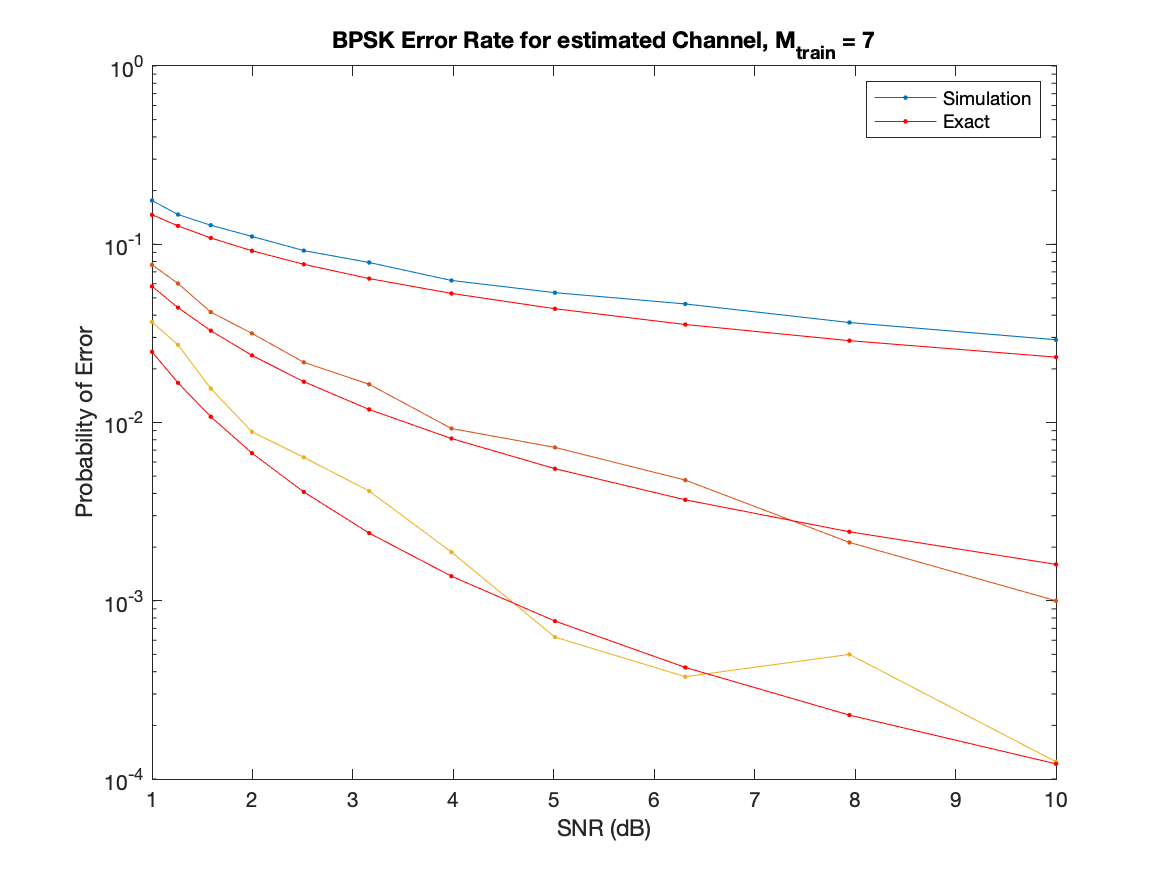 BPSK Error Rate for estimated Channel, M_train = 7
10^0
Simulation
Exact
10^-1
10^-2
10^-3
10^-4
Probability of Error
1 2 3 4 5 6 7 8 9 10
SNR (dB)